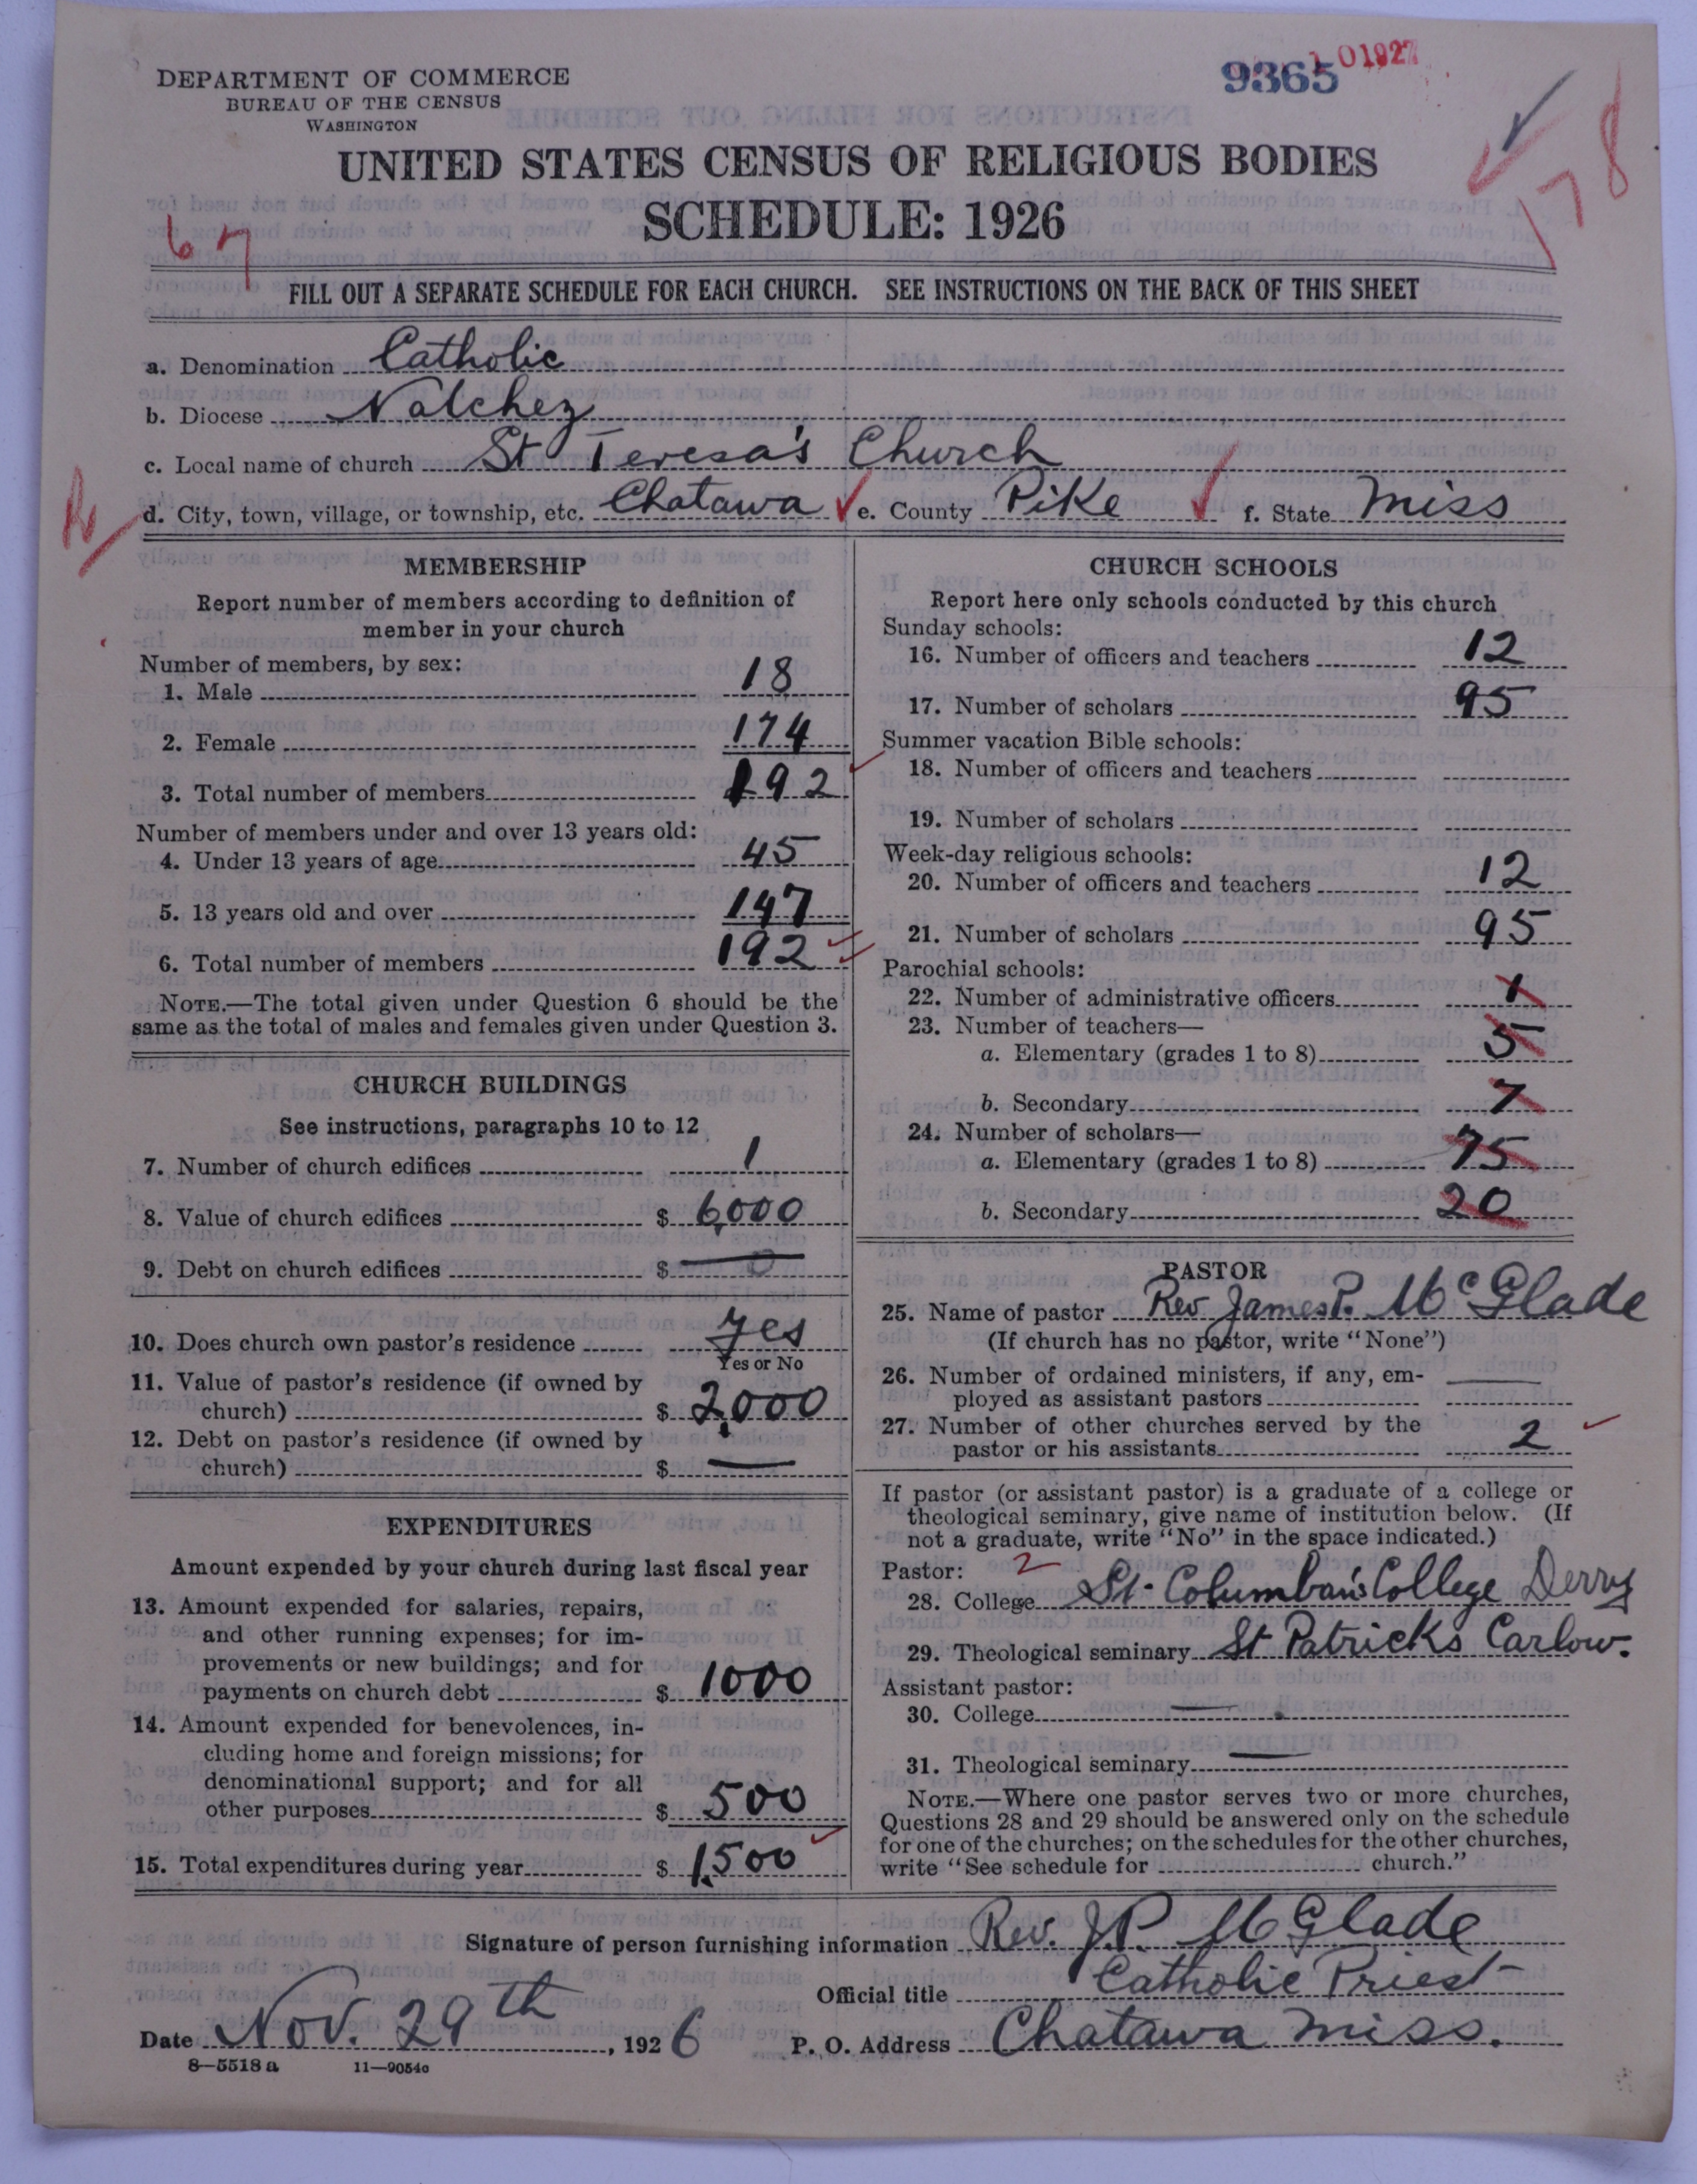 DEPARTMENT OF COMMERCE
BUREAU OF THE CENSUS
WASHINGTON
9365
1 01927
178
67
UNITED STATES CENSUS OF RELIGIOUS BODIES
SCHEDULE: 1926
FILL OUT A SEPARATE SCHEDULE FOR EACH CHURCH. SEE INSTRUCTIONS ON THE BACK OF THIS SHEET
a. Denomination Catholic
b. Diocese Natchez
c. Local name of church St Teresa's Church
d. City, town, village, or township, etc. Chatawa e. County Pike f. State Miss
MEMBERSHIP
Report number of members according to definition of
member in your church
Number of members, by sex:
1. Male 18
2. Female 174
3. Total number of members 192
Number of members under and over 13 years old:
4. Under 13 years of age 45
5. 13 years old and over 147
6. Total number of members 192
NOTE.—The total given under Question 6 should be the
same as the total of males and females given under Question 3.
CHURCH BUILDINGS
See instructions, paragraphs 10 to 12
7. Number of church edifices 1
8. Value of church edifices $ 6,000
9. Debt on church edifices $ —
10. Does church own pastor's residence yes
Yes or No
11. Value of pastor's residence (if owned by
church) $ 2,000
12. Debt on pastor's residence (if owned by
church) $ —
EXPENDITURES
Amount expended by your church during last fiscal year
13. Amount expended for salaries, repairs,
and other running expenses; for im-
provements or new buildings; and for
payments on church debt $ 1000
14. Amount expended for benevolences, in-
cluding home and foreign missions; for
denominational support; and for all
other purposes $ 500
15. Total expenditures during year $ 1,500
CHURCH SCHOOLS
Report here only schools conducted by this church
Sunday schools:
16. Number of officers and teachers 12
17. Number of scholars 95
Summer vacation Bible schools:
18. Number of officers and teachers
19. Number of scholars
Week-day religious schools:
20. Number of officers and teachers 12
21. Number of scholars 95
Parochial schools:
22. Number of administrative officers 1
23. Number of teachers—
a. Elementary (grades 1 to 8) 5
b. Secondary 7
24. Number of scholars—
a. Elementary (grades 1 to 8) 75
b. Secondary 20
PASTOR
25. Name of pastor Rev James P. McGlade
(If church has no pastor, write "None")
26. Number of ordained ministers, if any, em-
ployed as assistant pastors —
27. Number of other churches served by the
pastor or his assistants 2
If pastor (or assistant pastor) is a graduate of a college or
theological seminary, give name of institution below. (If
not a graduate, write "No" in the space indicated.)
Pastor: 2
28. College St. Columban's College Derry
29. Theological seminary St Patricks Carlow.
Assistant pastor:
30. College —
31. Theological seminary —
NOTE.—Where one pastor serves two or more churches,
Questions 28 and 29 should be answered only on the schedule
for one of the churches; on the schedules for the other churches,
write "See schedule for church."
Signature of person furnishing information Rev. J.P. McGlade
Official title Catholic Priest
Date Nov. 29th, 1926 P. O. Address Chatawa Miss.
8—5518 a 11—9054c